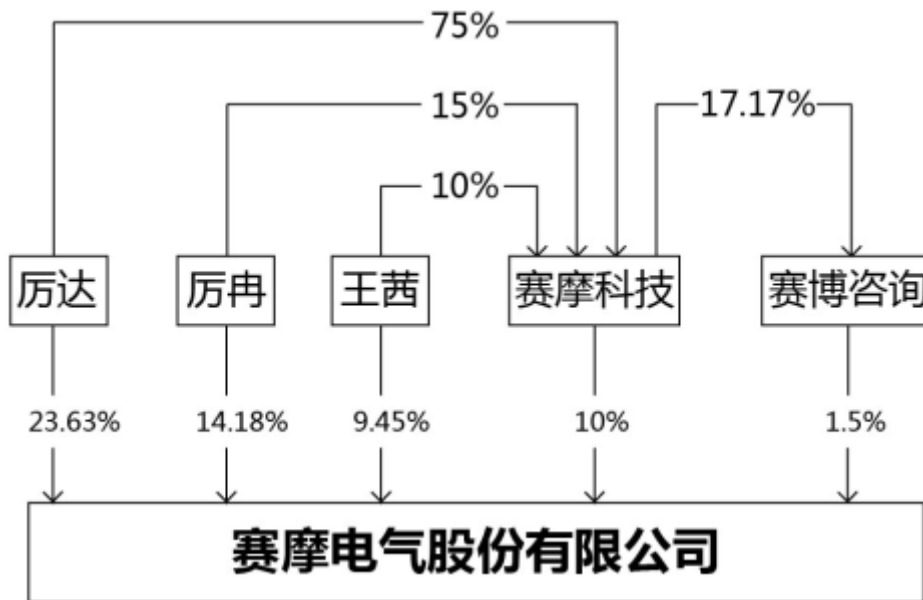 75%
15%
17.17%
10%
厉达
厉冉
王茜
赛摩科技
赛博咨询
23.63%
14.18%
9.45%
10%
1.5%
赛摩电气股份有限公司